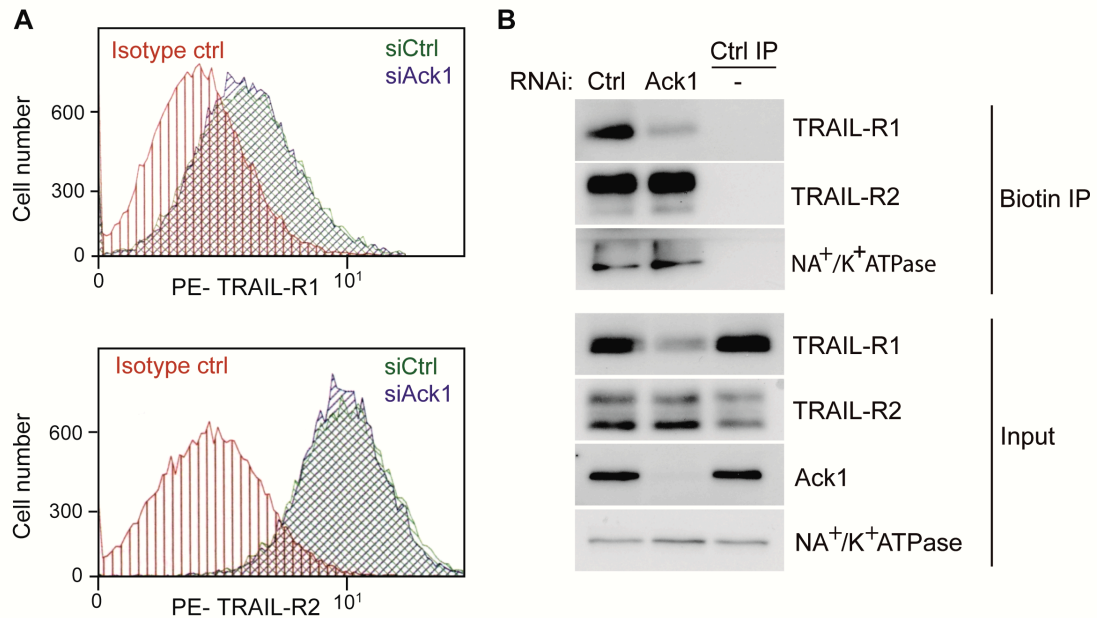 A
Isotype ctrl
siCtrl
siAck1
Cell number
600
300
0
0
10¹
PE- TRAIL-R1
Isotype ctrl
siCtrl
siAck1
Cell number
600
300
0
0
10¹
PE- TRAIL-R2
B
Ctrl IP
RNAi: Ctrl Ack1 -
TRAIL-R1
TRAIL-R2
NA⁺/K⁺ATPase
Biotin IP
TRAIL-R1
TRAIL-R2
Ack1
NA⁺/K⁺ATPase
Input